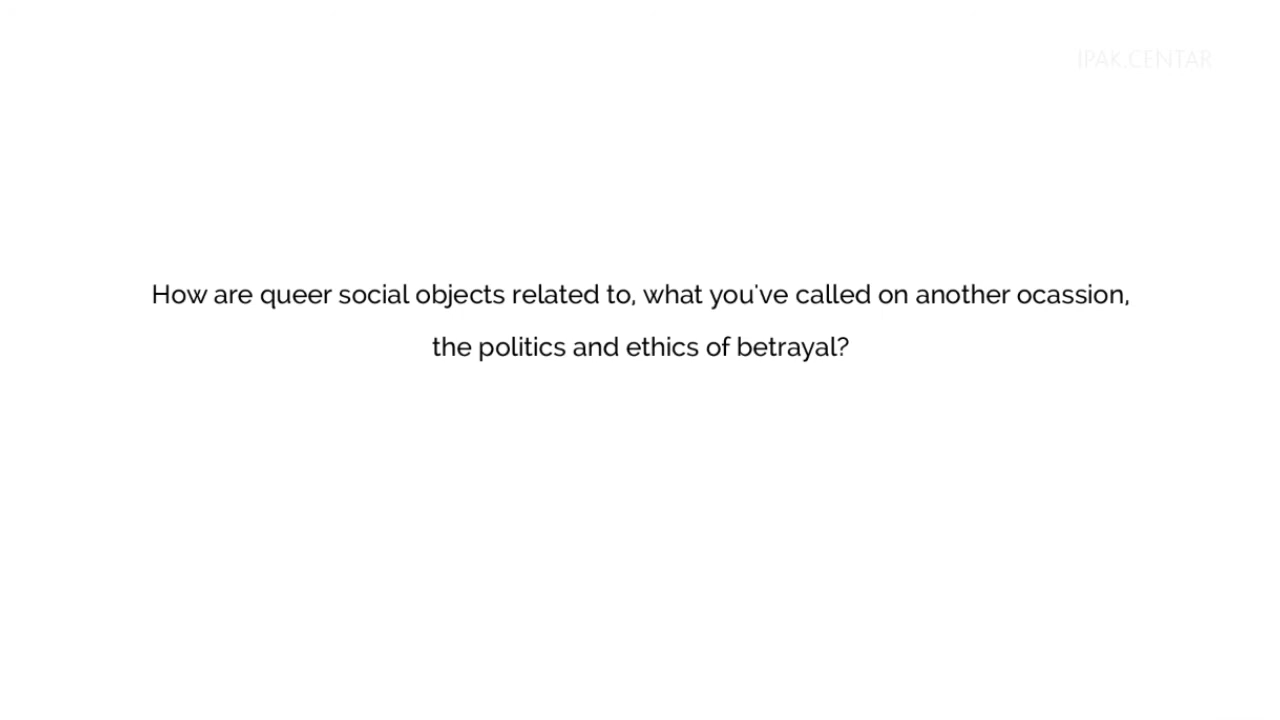 IPAK.CENTAR
How are queer social objects related to, what you've called on another ocassion,
the politics and ethics of betrayal?